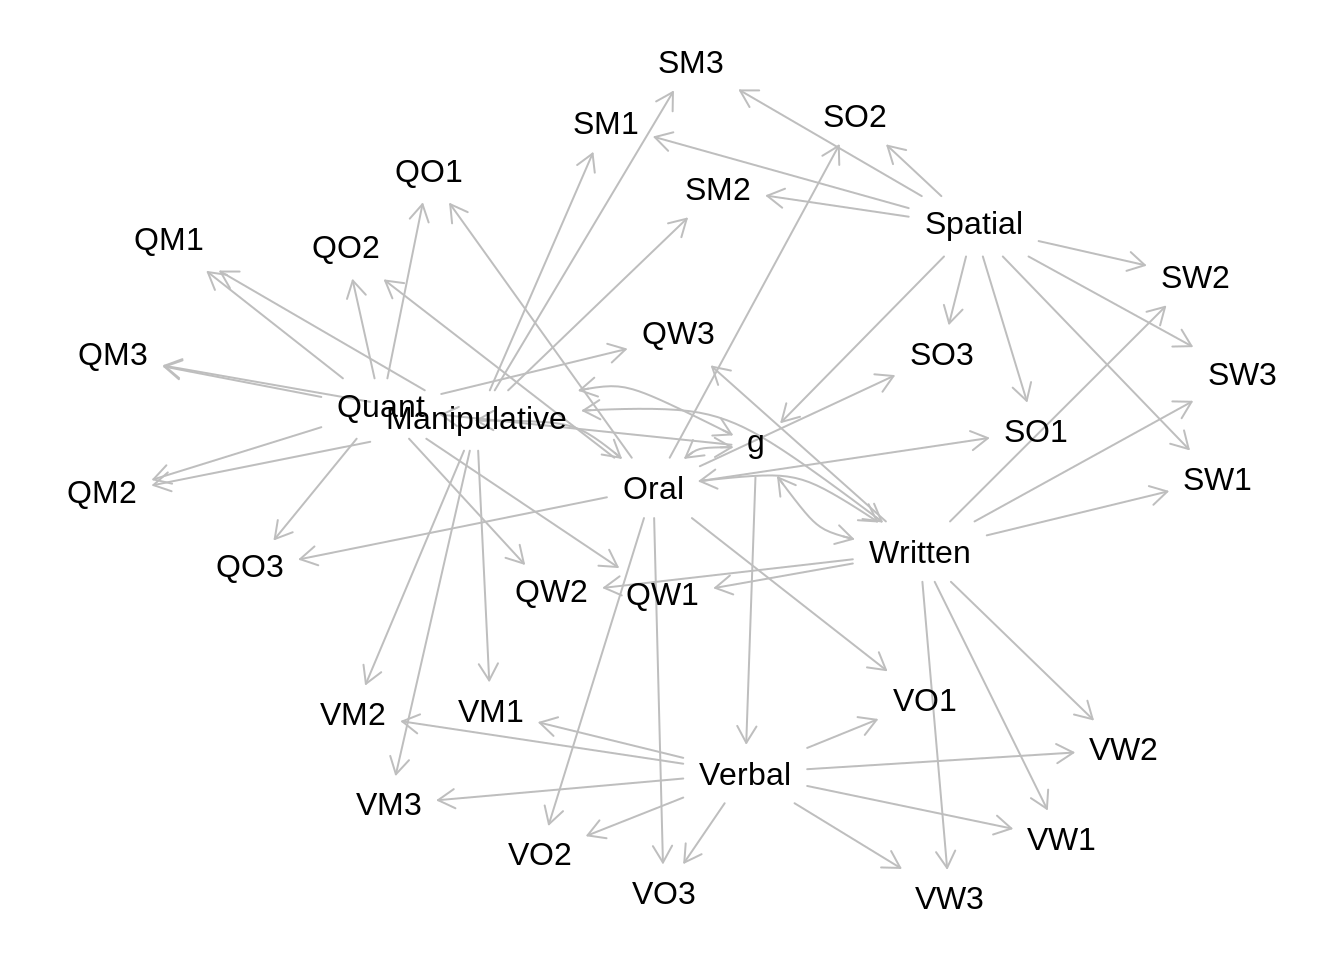 SM3
SO2
SM1
QO1
SM2
Spatial
QM1
QO2
SW2
QW3
QM3
SO3
SW3
Quant
Manipulative
SO1
g
SW1
Oral
QM2
Written
QO3
QW2
QW1
VO1
VM1
VM2
VW2
Verbal
VM3
VW1
VO2
VO3
VW3